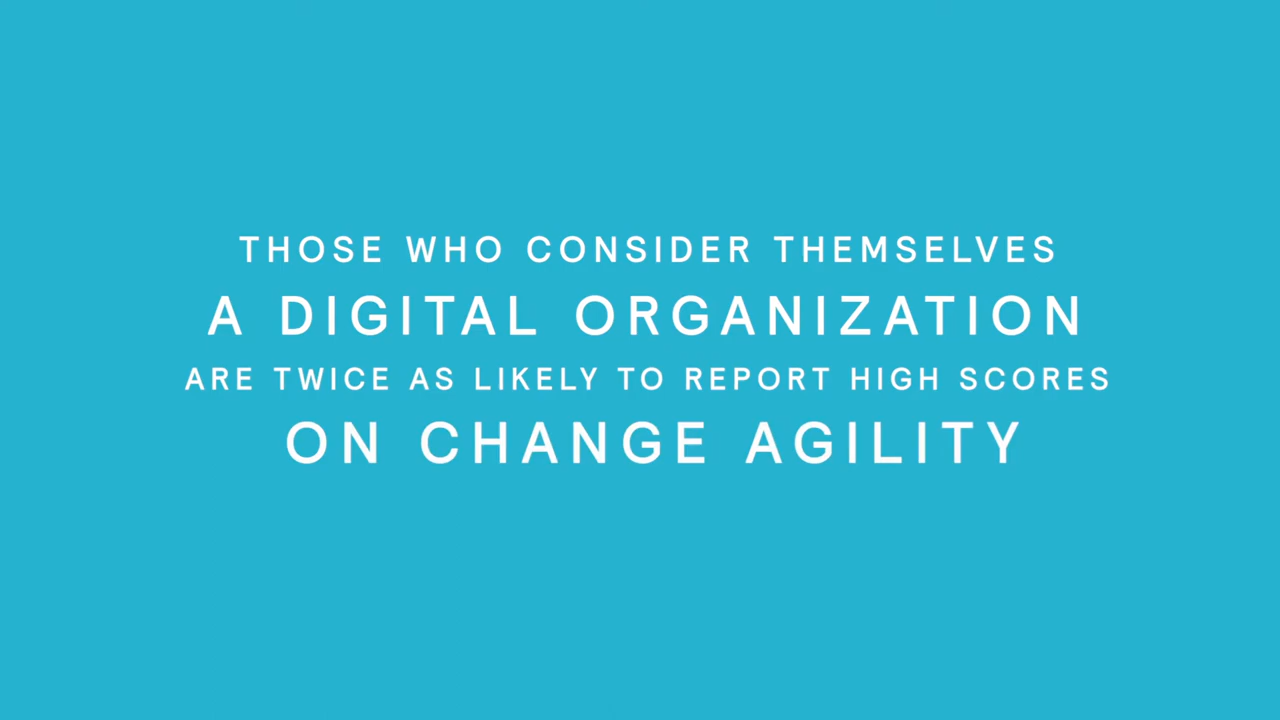 THOSE WHO CONSIDER THEMSELVES
A DIGITAL ORGANIZATION
ARE TWICE AS LIKELY TO REPORT HIGH SCORES
ON CHANGE AGILITY